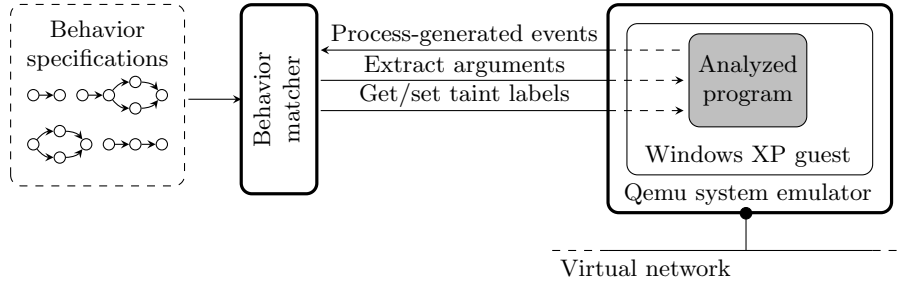 Behavior
specifications
Behavior
matcher
Process-generated events
Extract arguments
Get/set taint labels
Analyzed
program
Windows XP guest
Qemu system emulator
Virtual network